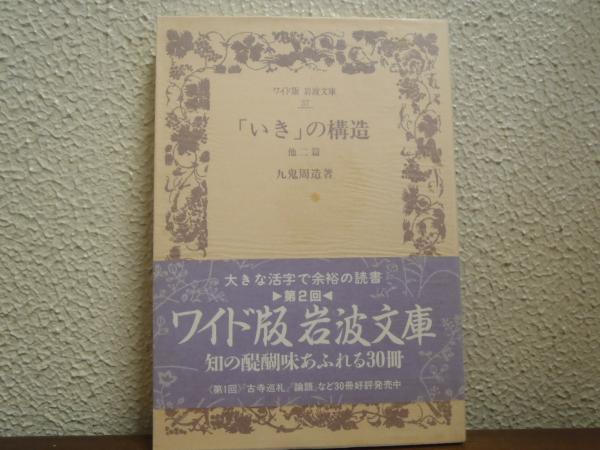 ワイド版 岩波文庫
37
「いき」の構造
他二篇
九鬼周造著
大きな活字で余裕の読書
▶第2回◀
ワイド版 岩波文庫
知の醍醐味あふれる30冊
〈第1回〉『古寺巡礼』『論語』など30冊好評発売中